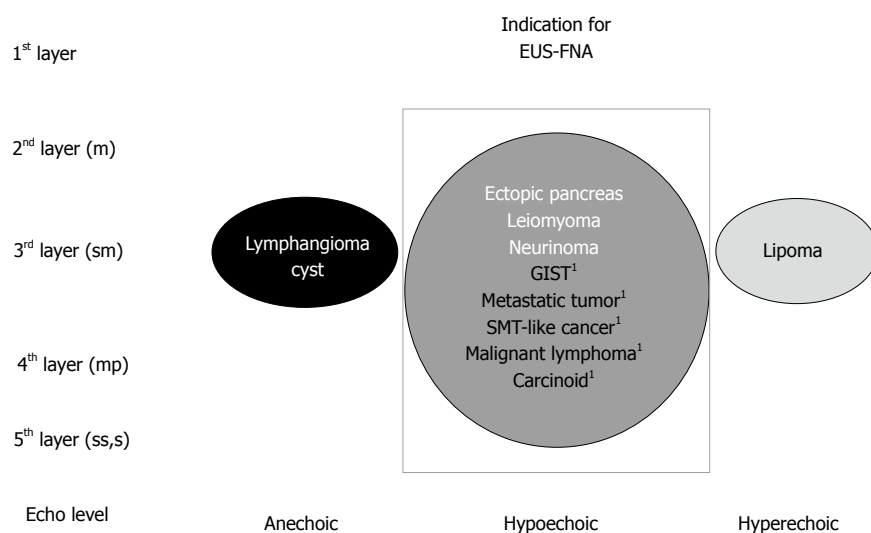 Indication for
EUS-FNA
1st layer
2nd layer (m)
3rd layer (sm)
4th layer (mp)
5th layer (ss,s)
Lymphangioma
cyst
Ectopic pancreas
Leiomyoma
Neurinoma
GIST1
Metastatic tumor1
SMT-like cancer1
Malignant lymphoma1
Carcinoid1
Lipoma
Echo level
Anechoic
Hypoechoic
Hyperechoic